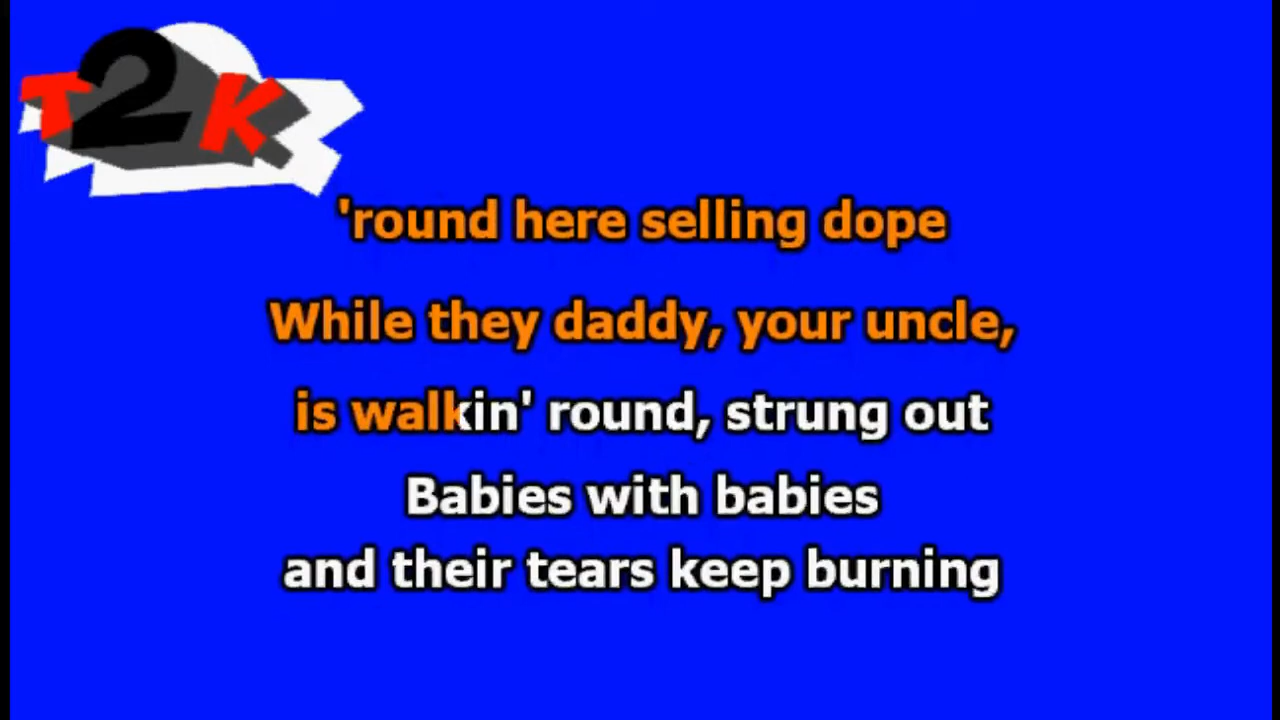 T2K
'round here selling dope
While they daddy, your uncle,
is walkin' round, strung out
Babies with babies
and their tears keep burning